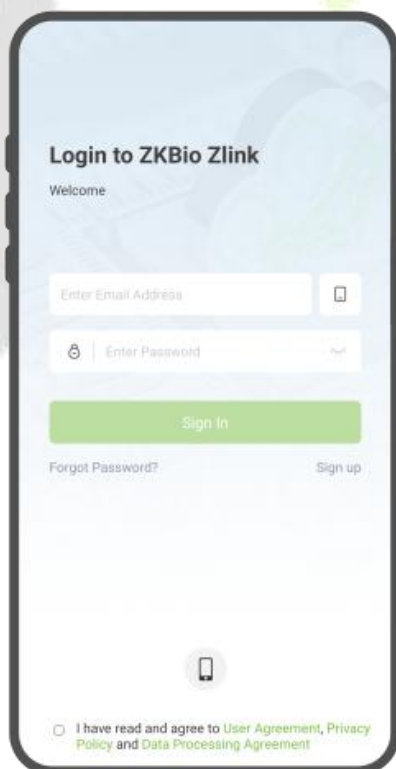 Login to ZKBio Zlink
Welcome
Enter Email Address
Enter Password
Sign In
Forgot Password?
Sign up
I have read and agree to User Agreement, Privacy
Policy and Data Processing Agreement